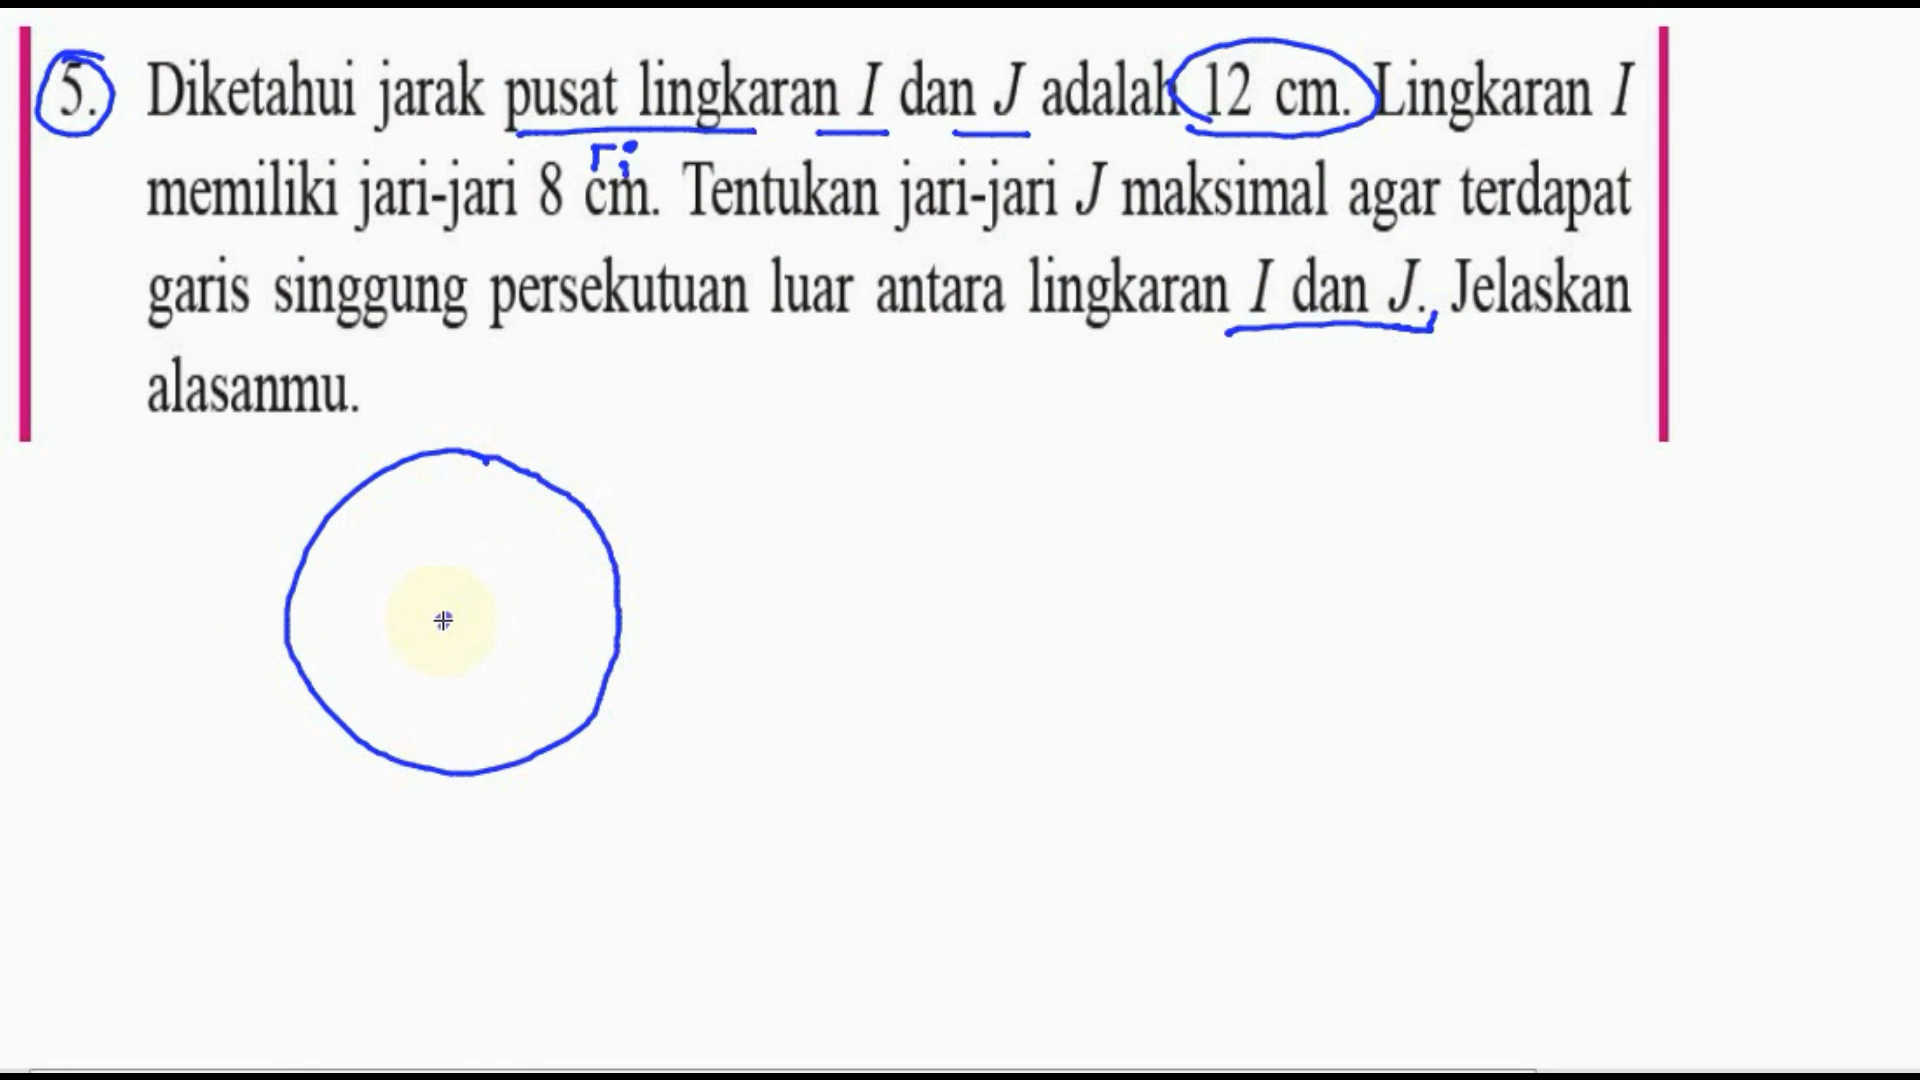 5. Diketahui jarak pusat lingkaran I dan J adalah 12 cm. Lingkaran I
memiliki jari-jari 8 cm. Tentukan jari-jari J maksimal agar terdapat
garis singgung persekutuan luar antara lingkaran I dan J. Jelaskan
alasanmu.